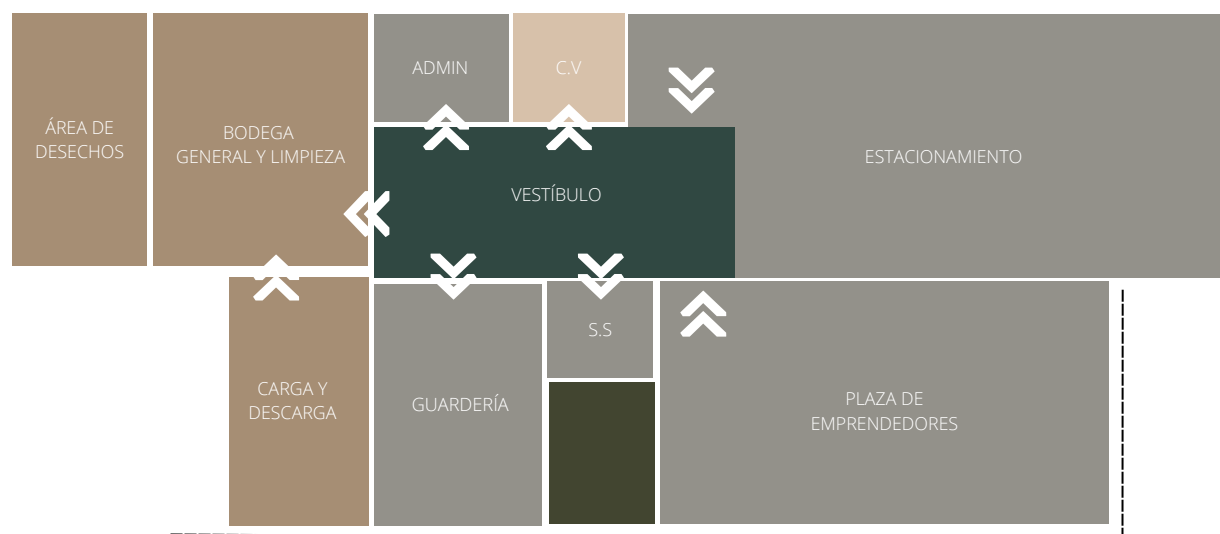 ADMIN
C.V
ÁREA DE
DESECHOS
BODEGA
GENERAL Y LIMPIEZA
ESTACIONAMIENTO
VESTÍBULO
S.S
CARGA Y
DESCARGA
GUARDERÍA
PLAZA DE
EMPRENDEDORES